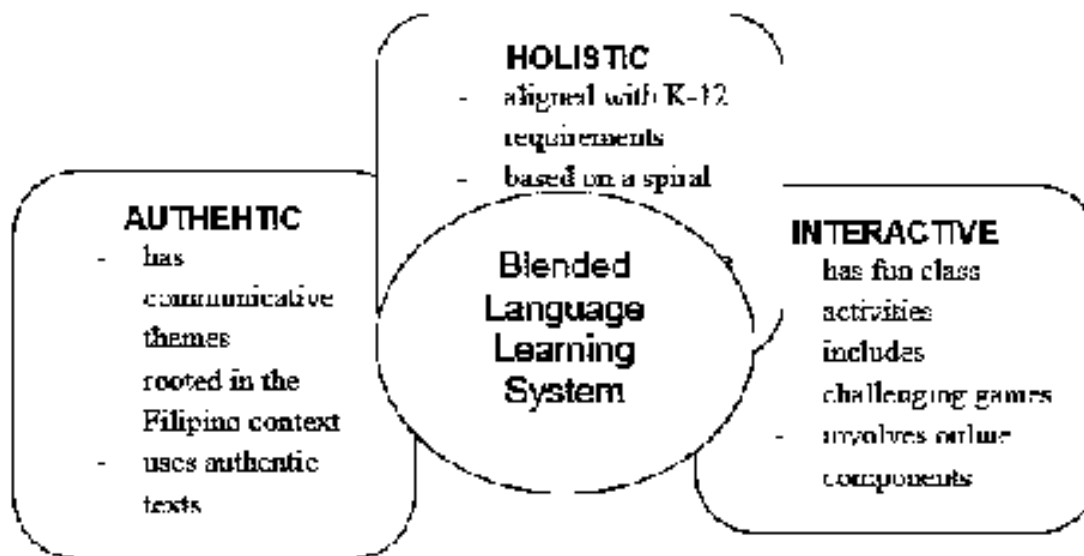 HOLISTIC
- aligned with K-12
requirements
- based on a spiral
AUTHEHTIC
- has
communicative
themes
rooted in the
Filipino context
- uses authentic
texts
Blended
Language
Learning
System
INTERACTIVE
has fun class
activities
includes
challenging games
- involves online
components